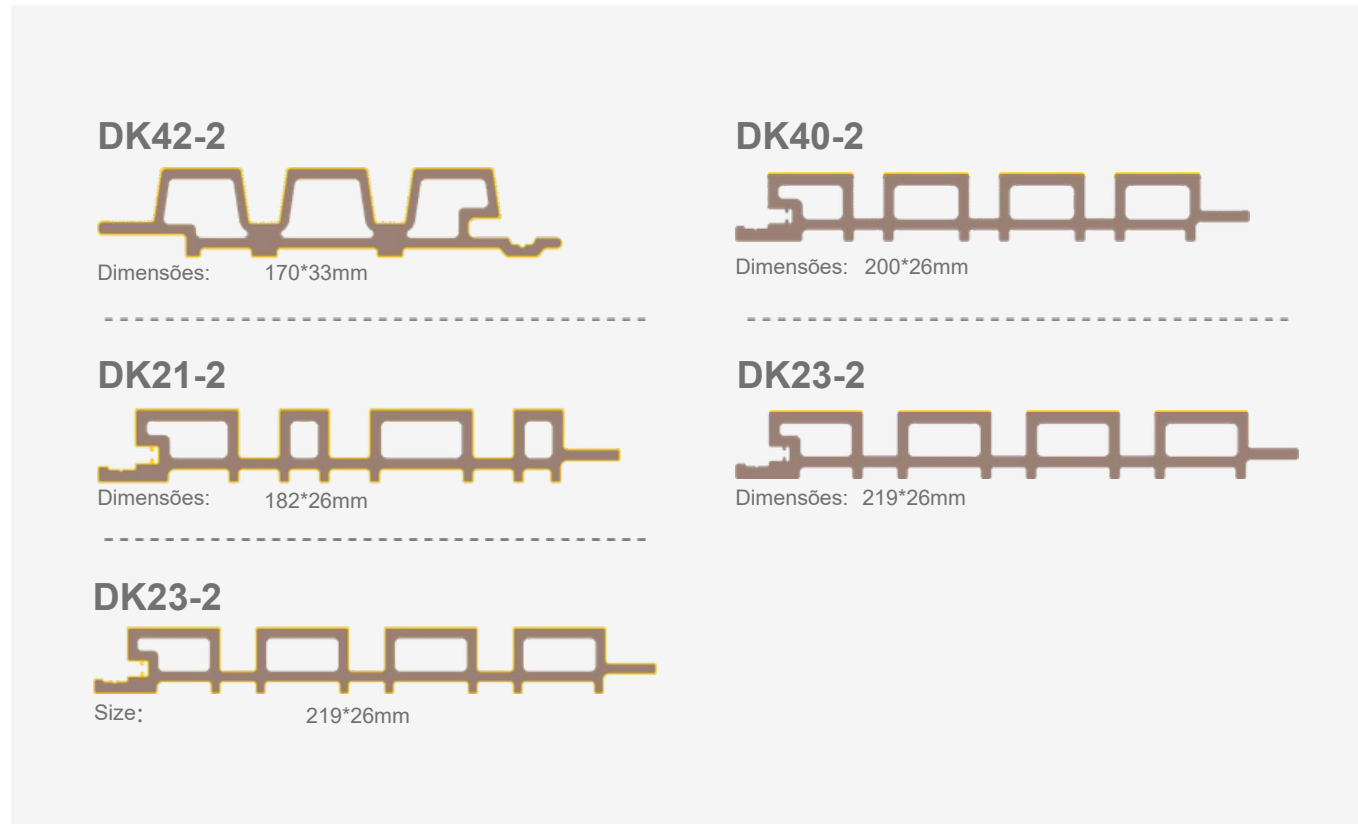 DK42-2
Dimensões: 170*33mm
DK40-2
Dimensões: 200*26mm
DK21-2
Dimensões: 182*26mm
DK23-2
Dimensões: 219*26mm
DK23-2
Size： 219*26mm